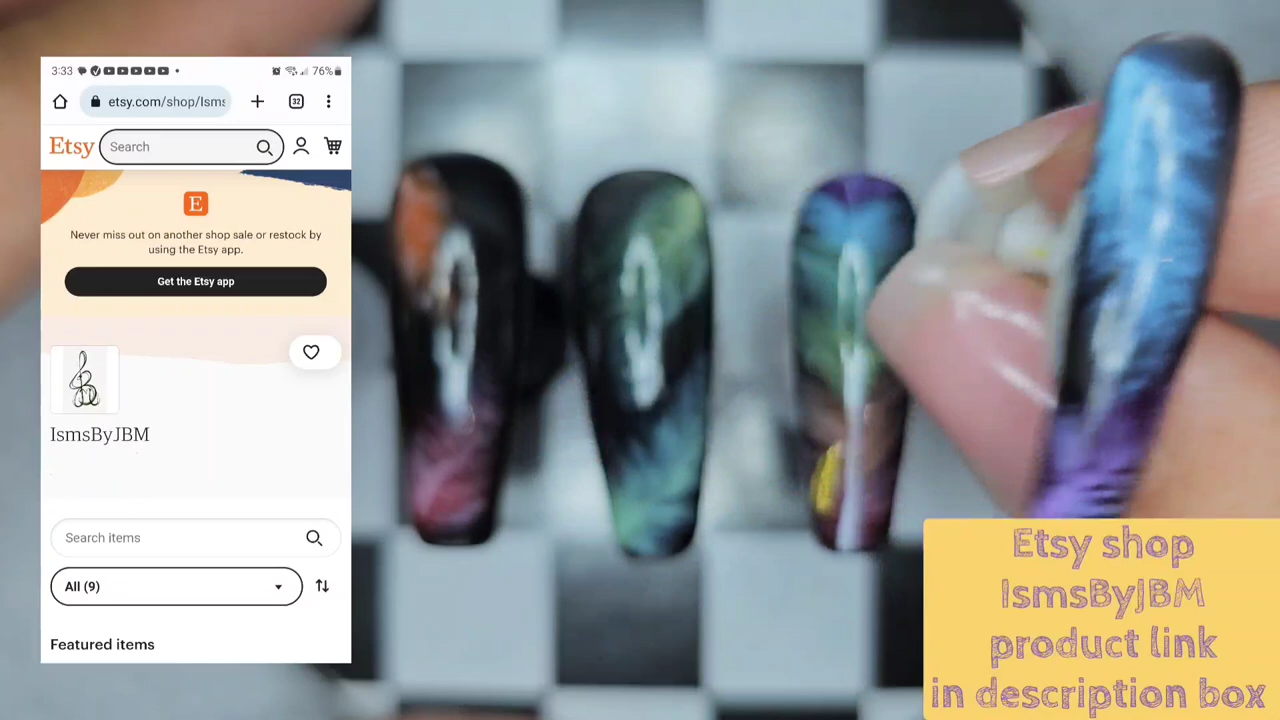 3:33
76%
etsy.com/shop/Isms
32
Etsy
Search
E
Never miss out on another shop sale or restock by
using the Etsy app.
Get the Etsy app
IsmsByJBM
Search items
All (9)
Featured items
Etsy shop
IsmsByJBM
product link
in description box